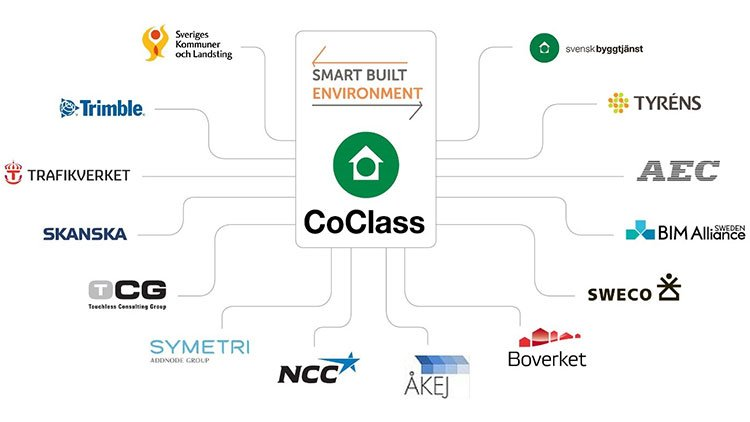 Sveriges
Kommuner
och Landsting
SMART BUILT
ENVIRONMENT
CoClass
svenskbyggtjänst
Trimble
TYRÉNS
TRAFIKVERKET
AEC
SKANSKA
SWEDEN
BIM Alliance
TCG
Touchless Consulting Group
SWECO
SYMETRI
ADDNODE GROUP
NCC
ÅKEJ
Boverket